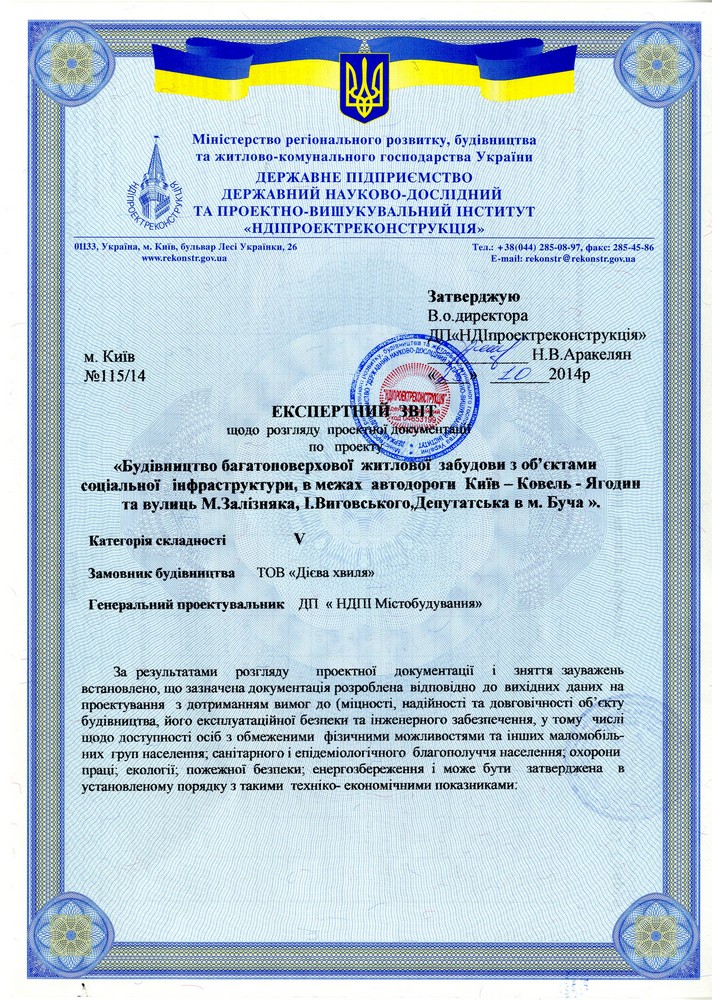 Міністерство регіонального розвитку, будівництва
та житлово-комунального господарства України
ДЕРЖАВНЕ ПІДПРИЄМСТВО
ДЕРЖАВНИЙ НАУКОВО-ДОСЛІДНИЙ
ТА ПРОЕКТНО-ВИШУКУВАЛЬНИЙ ІНСТИТУТ
«НДІПРОЕКТРЕКОНСТРУКЦІЯ»
НДІПРОЕКТРЕКОНСТРУКЦІЯ
01133, Україна, м. Київ, бульвар Лесі Українки, 26
www.rekonstr.gov.ua
Тел.: +38(044) 285-08-97, факс: 285-45-86
E-mail: rekonstr@rekonstr.gov.ua
Затверджую
В.о.директора
ДП«НДІпроектреконструкція»
Н.В.Аракелян
10 2014р
м. Київ
№115/14
ЕКСПЕРТНИЙ ЗВІТ
щодо розгляду проектної документації
по проекту
«Будівництво багатоповерхової житлової забудови з об’єктами
соціальної інфраструктури, в межах автодороги Київ – Ковель - Ягодин
та вулиць М.Залізняка, І.Виговського,Депутатська в м. Буча ».
Категорія складності V
Замовник будівництва ТОВ «Дієва хвиля»
Генеральний проектувальник ДП « НДПІ Містобудування»
За результатами розгляду проектної документації і зняття зауважень
встановлено, що зазначена документація розроблена відповідно до вихідних даних на
проектування з дотриманням вимог до (міцності, надійності та довговічності об’єкту
будівництва, його експлуатаційної безпеки та інженерного забезпечення, у тому числі
щодо доступності осіб з обмеженими фізичними можливостями та інших маломобіль-
них груп населення; санітарного і епідеміологічного благополуччя населення; охорони
праці; екології; пожежної безпеки; енергозбереження і може бути затверджена в
установленому порядку з такими техніко- економічними показниками: